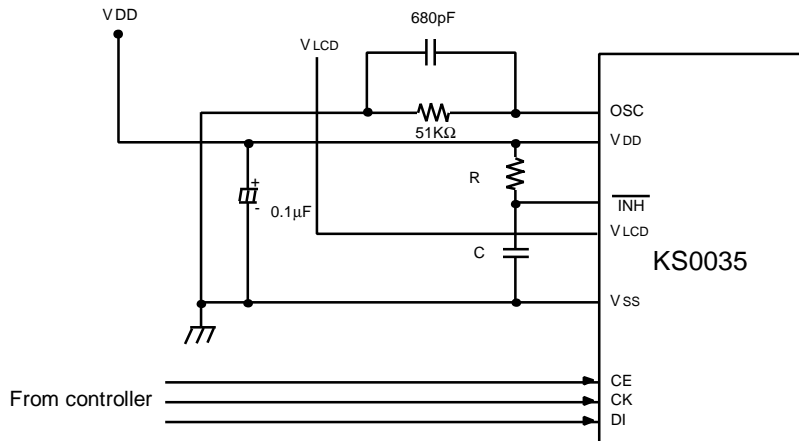 VDD
680pF
VLCD
OSC
51KΩ
VDD
R
+
-
0.1µF
INH
C
VLCD
KS0035
VSS
CE
From controller
CK
DI